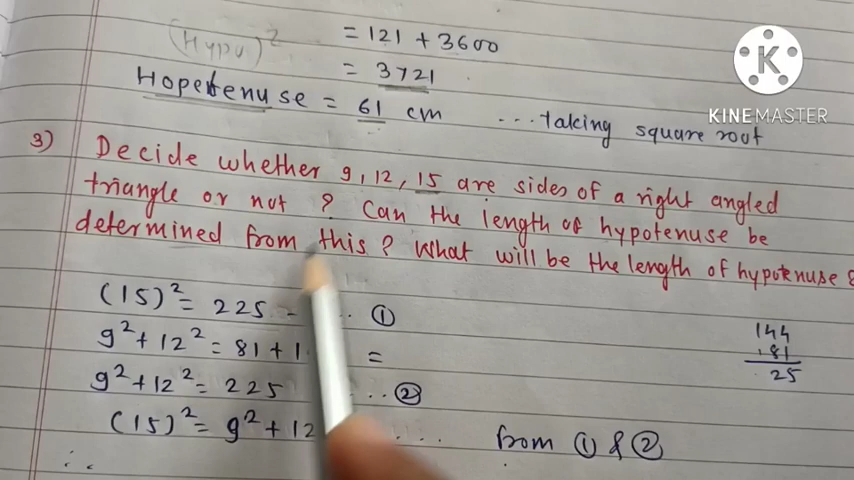 (Hypo)² = 121 + 3600
= 3721
Hopetenuse = 61 cm ...taking square root
K
KINEMASTER
3) Decide whether 9, 12, 15 are sides of a right angled
triangle or not ? Can the length of hypotenuse be
determined from this ? What will be the length of hypotenuse
(15)² = 225 - .. ①
9² + 12² = 81 + 1 =
9² + 12² = 225 ... ②
(15)² = 9² + 12 .... from ① & ②
∴
144
81
25